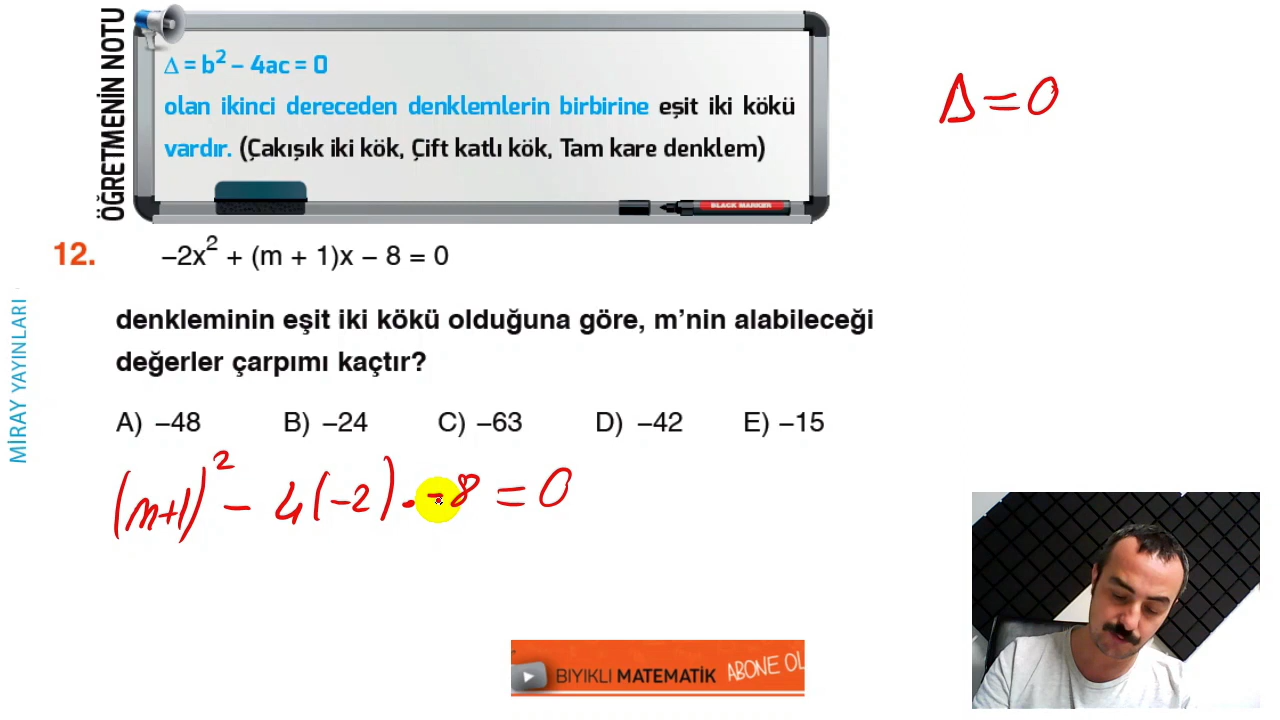 ÖĞRETMENİN NOTU
Δ = b² – 4ac = 0
olan ikinci dereceden denklemlerin birbirine eşit iki kökü
vardır. (Çakışık iki kök, Çift katlı kök, Tam kare denklem)
BLACK MARKER
Δ = 0
12. –2x² + (m + 1)x – 8 = 0
denkleminin eşit iki kökü olduğuna göre, m’nin alabileceği
değerler çarpımı kaçtır?
A) –48 B) –24 C) –63 D) –42 E) –15
MİRAY YAYINLARI
(m+1)² – 4(–2) . –8 = 0
BIYIKLI MATEMATİK ABONE OL